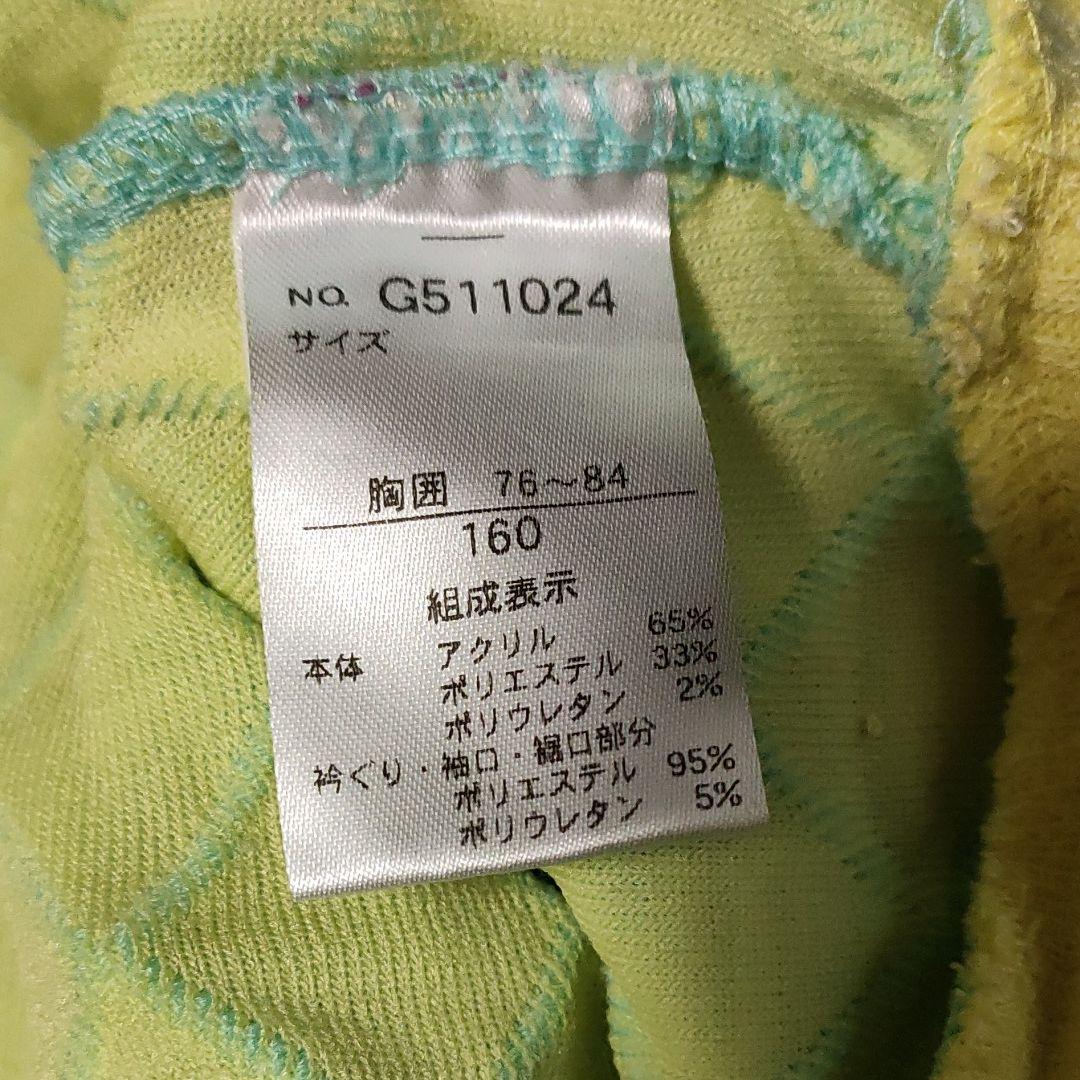 NO. G511024
サイズ
胸囲 76~84
160
組成表示
本体 アクリル 65%
ポリエステル 33%
ポリウレタン 2%
衿ぐり・袖口・裾口部分
ポリエステル 95%
ポリウレタン 5%